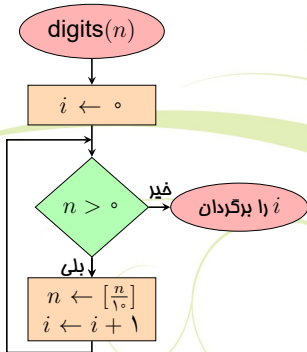 digits(n)
i ← ۰
n > ۰
خیر
i را برگردان
بلی
n ← [n/۱۰]
i ← i + ۱